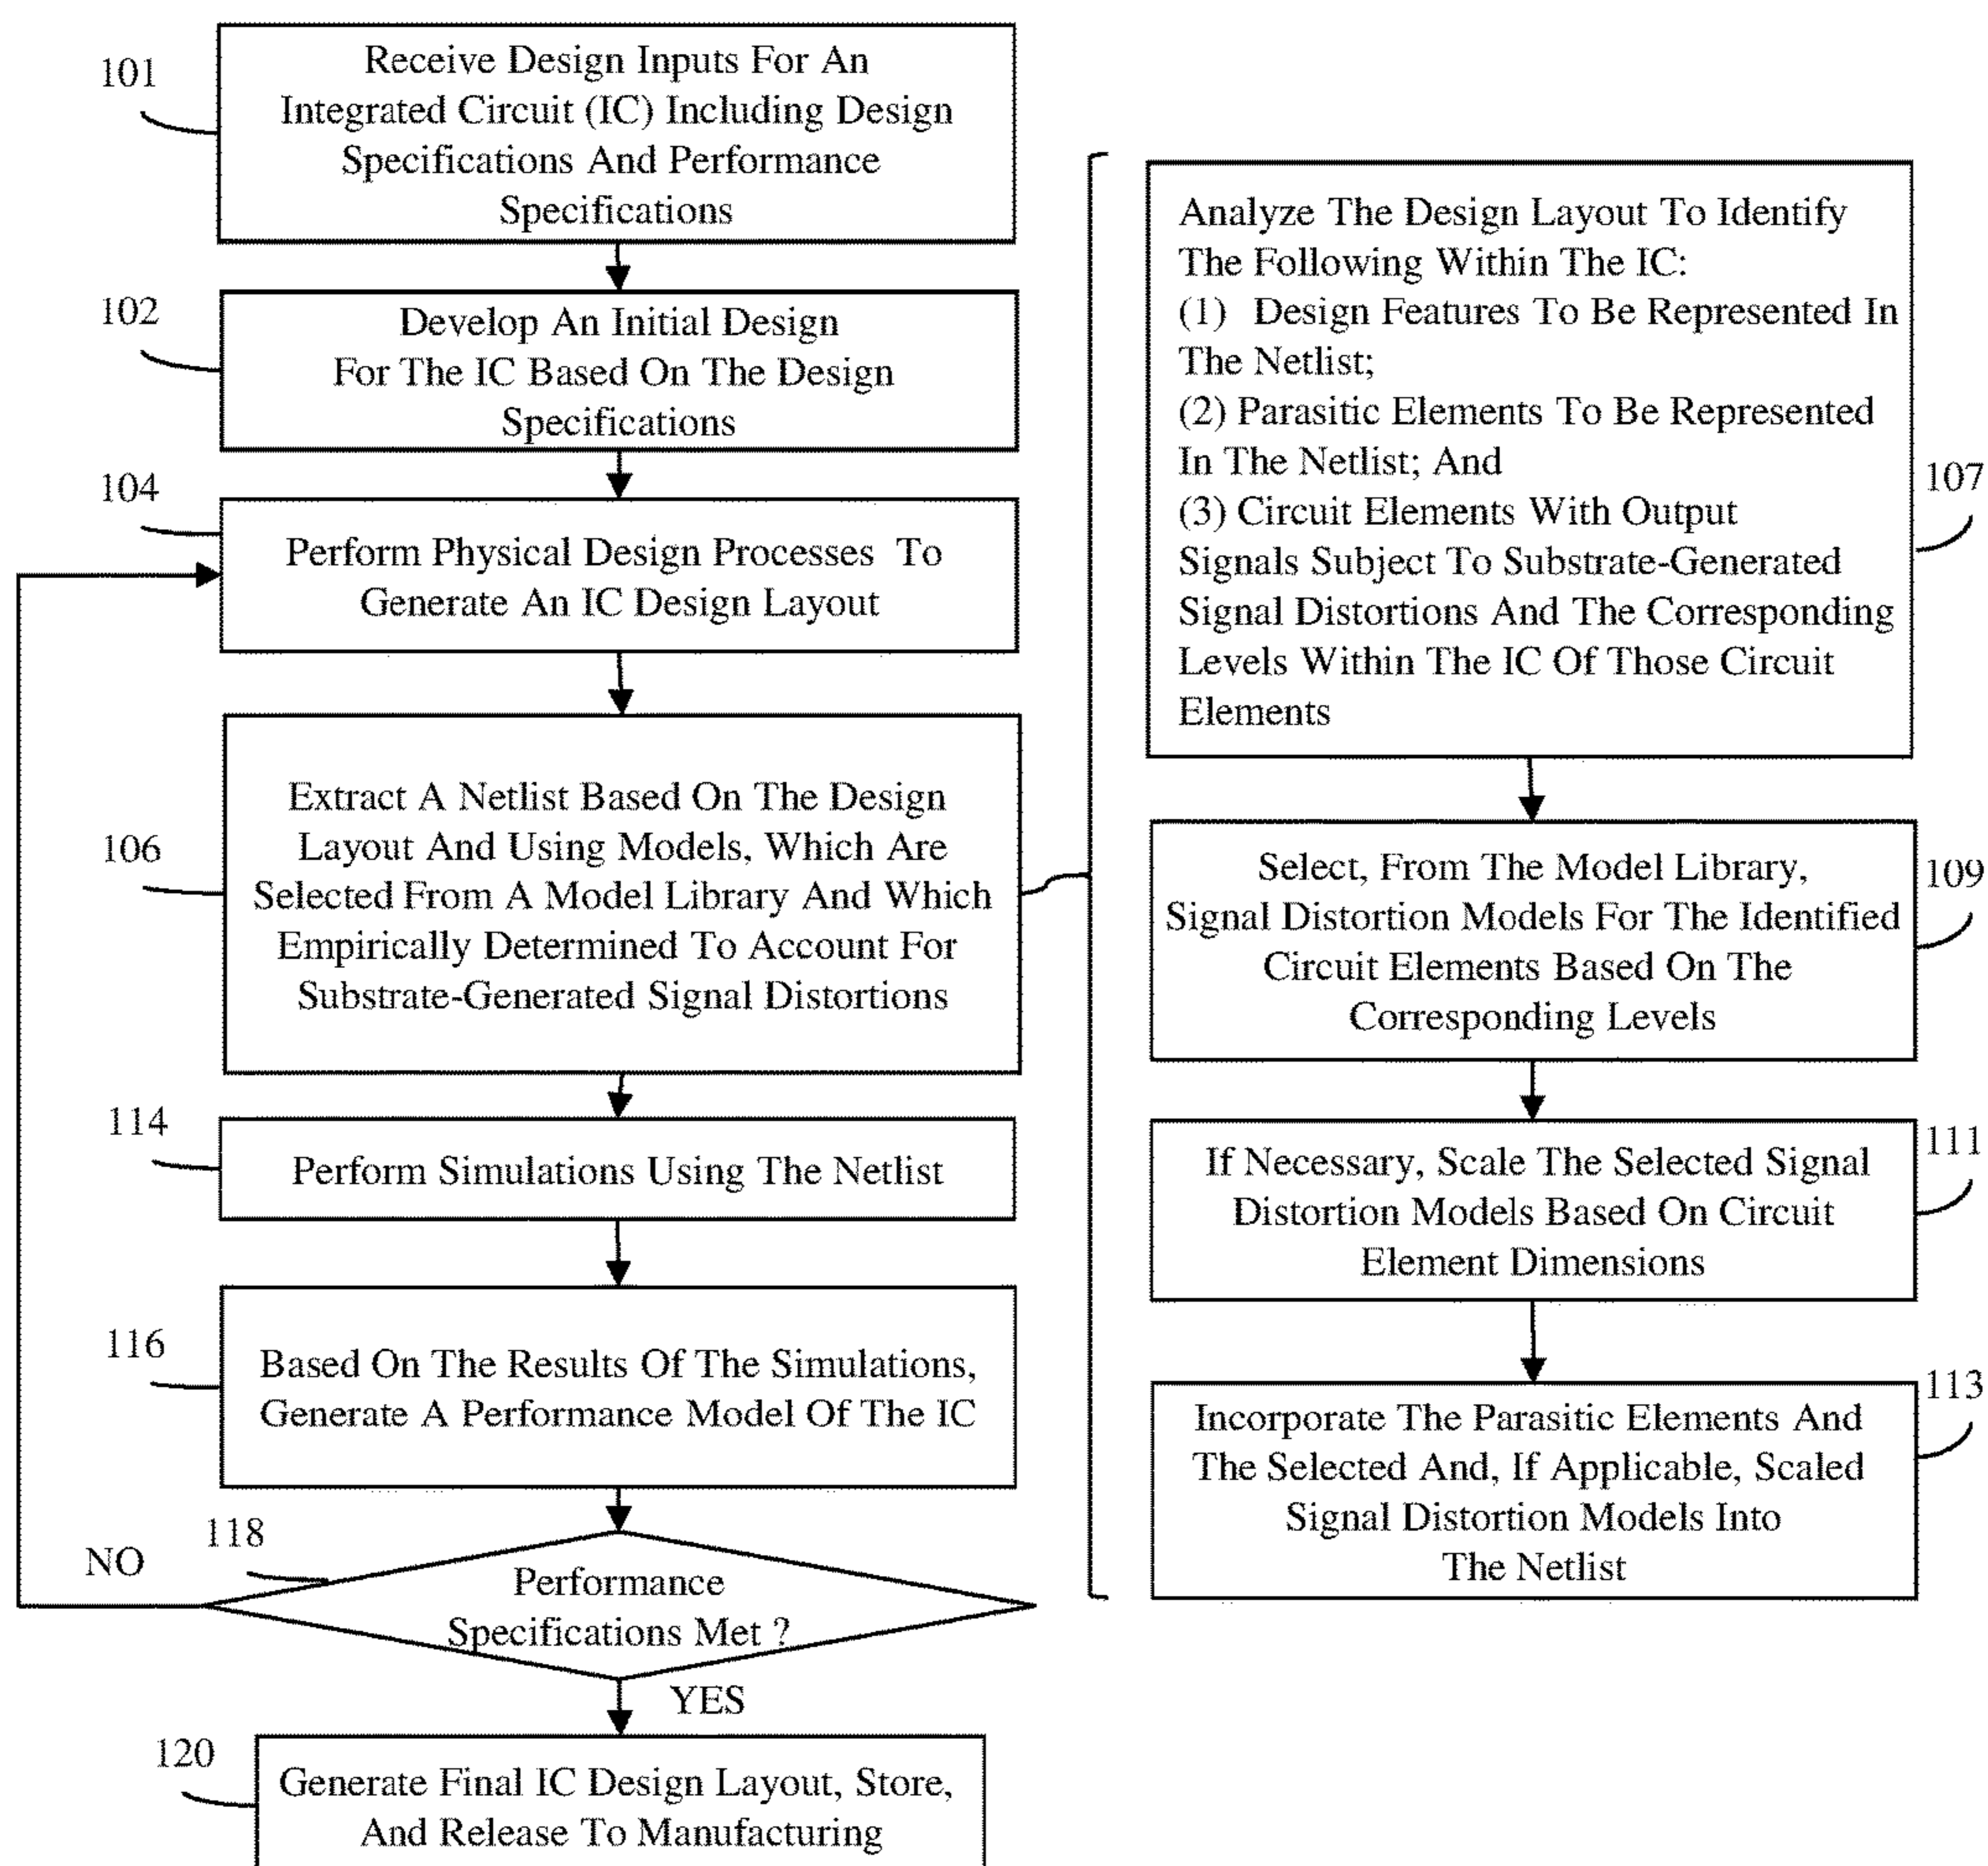 101
Receive Design Inputs For An
Integrated Circuit (IC) Including Design
Specifications And Performance
Specifications
102
Develop An Initial Design
For The IC Based On The Design
Specifications
104
Perform Physical Design Processes To
Generate An IC Design Layout
106
Extract A Netlist Based On The Design
Layout And Using Models, Which Are
Selected From A Model Library And Which
Empirically Determined To Account For
Substrate-Generated Signal Distortions
114
Perform Simulations Using The Netlist
116
Based On The Results Of The Simulations,
Generate A Performance Model Of The IC
118
NO
Performance
Specifications Met ?
YES
120
Generate Final IC Design Layout, Store,
And Release To Manufacturing
Analyze The Design Layout To Identify
The Following Within The IC:
(1) Design Features To Be Represented In
The Netlist;
(2) Parasitic Elements To Be Represented
In The Netlist; And
(3) Circuit Elements With Output
Signals Subject To Substrate-Generated
Signal Distortions And The Corresponding
Levels Within The IC Of Those Circuit
Elements
107
Select, From The Model Library,
Signal Distortion Models For The Identified
Circuit Elements Based On The
Corresponding Levels
109
If Necessary, Scale The Selected Signal
Distortion Models Based On Circuit
Element Dimensions
111
Incorporate The Parasitic Elements And
The Selected And, If Applicable, Scaled
Signal Distortion Models Into
The Netlist
113